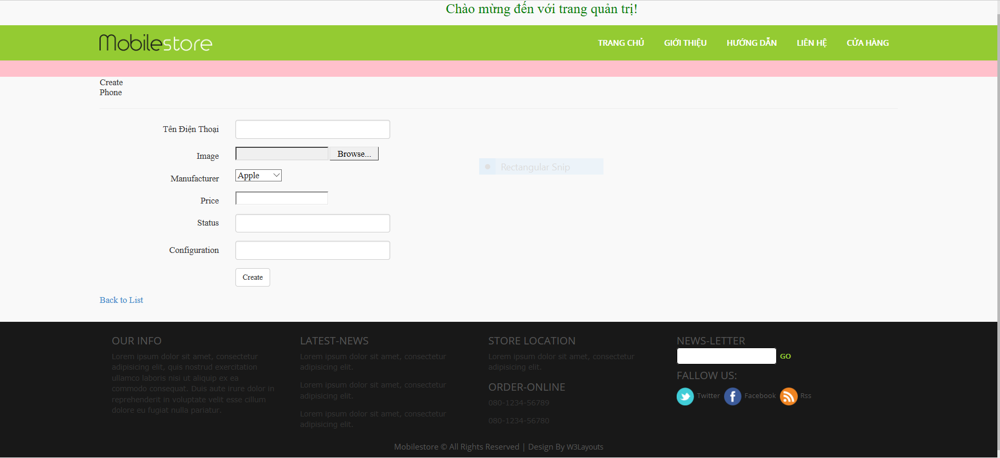 Chào mừng đến với trang quản trị!
Mobilestore
TRANG CHỦ GIỚI THIỆU HƯỚNG DẪN LIÊN HỆ CỬA HÀNG
Create
Phone
Tên Điện Thoại
Image Browse...
Rectangular Snip
Manufacturer Apple
Price
Status
Configuration
Create
Back to List
OUR INFO
Lorem ipsum dolor sit amet, consectetur
adipisicing elit, quis nostrud exercitation
ullamco laboris nisi ut aliquip ex ea
commodo consequat. Duis aute irure dolor in
reprehenderit in voluptate velit esse cillum
dolore eu fugiat nulla pariatur.
LATEST-NEWS
Lorem ipsum dolor sit amet, consectetur
adipisicing elit.
Lorem ipsum dolor sit amet, consectetur
adipisicing elit.
Lorem ipsum dolor sit amet, consectetur
adipisicing elit.
STORE LOCATION
Lorem ipsum dolor sit amet, consectetur
adipisicing elit.
ORDER-ONLINE
080-1234-56789
080-1234-56780
NEWS-LETTER
GO
FALLOW US:
Twitter Facebook Rss
Mobilestore © All Rights Reserved | Design By W3Layouts